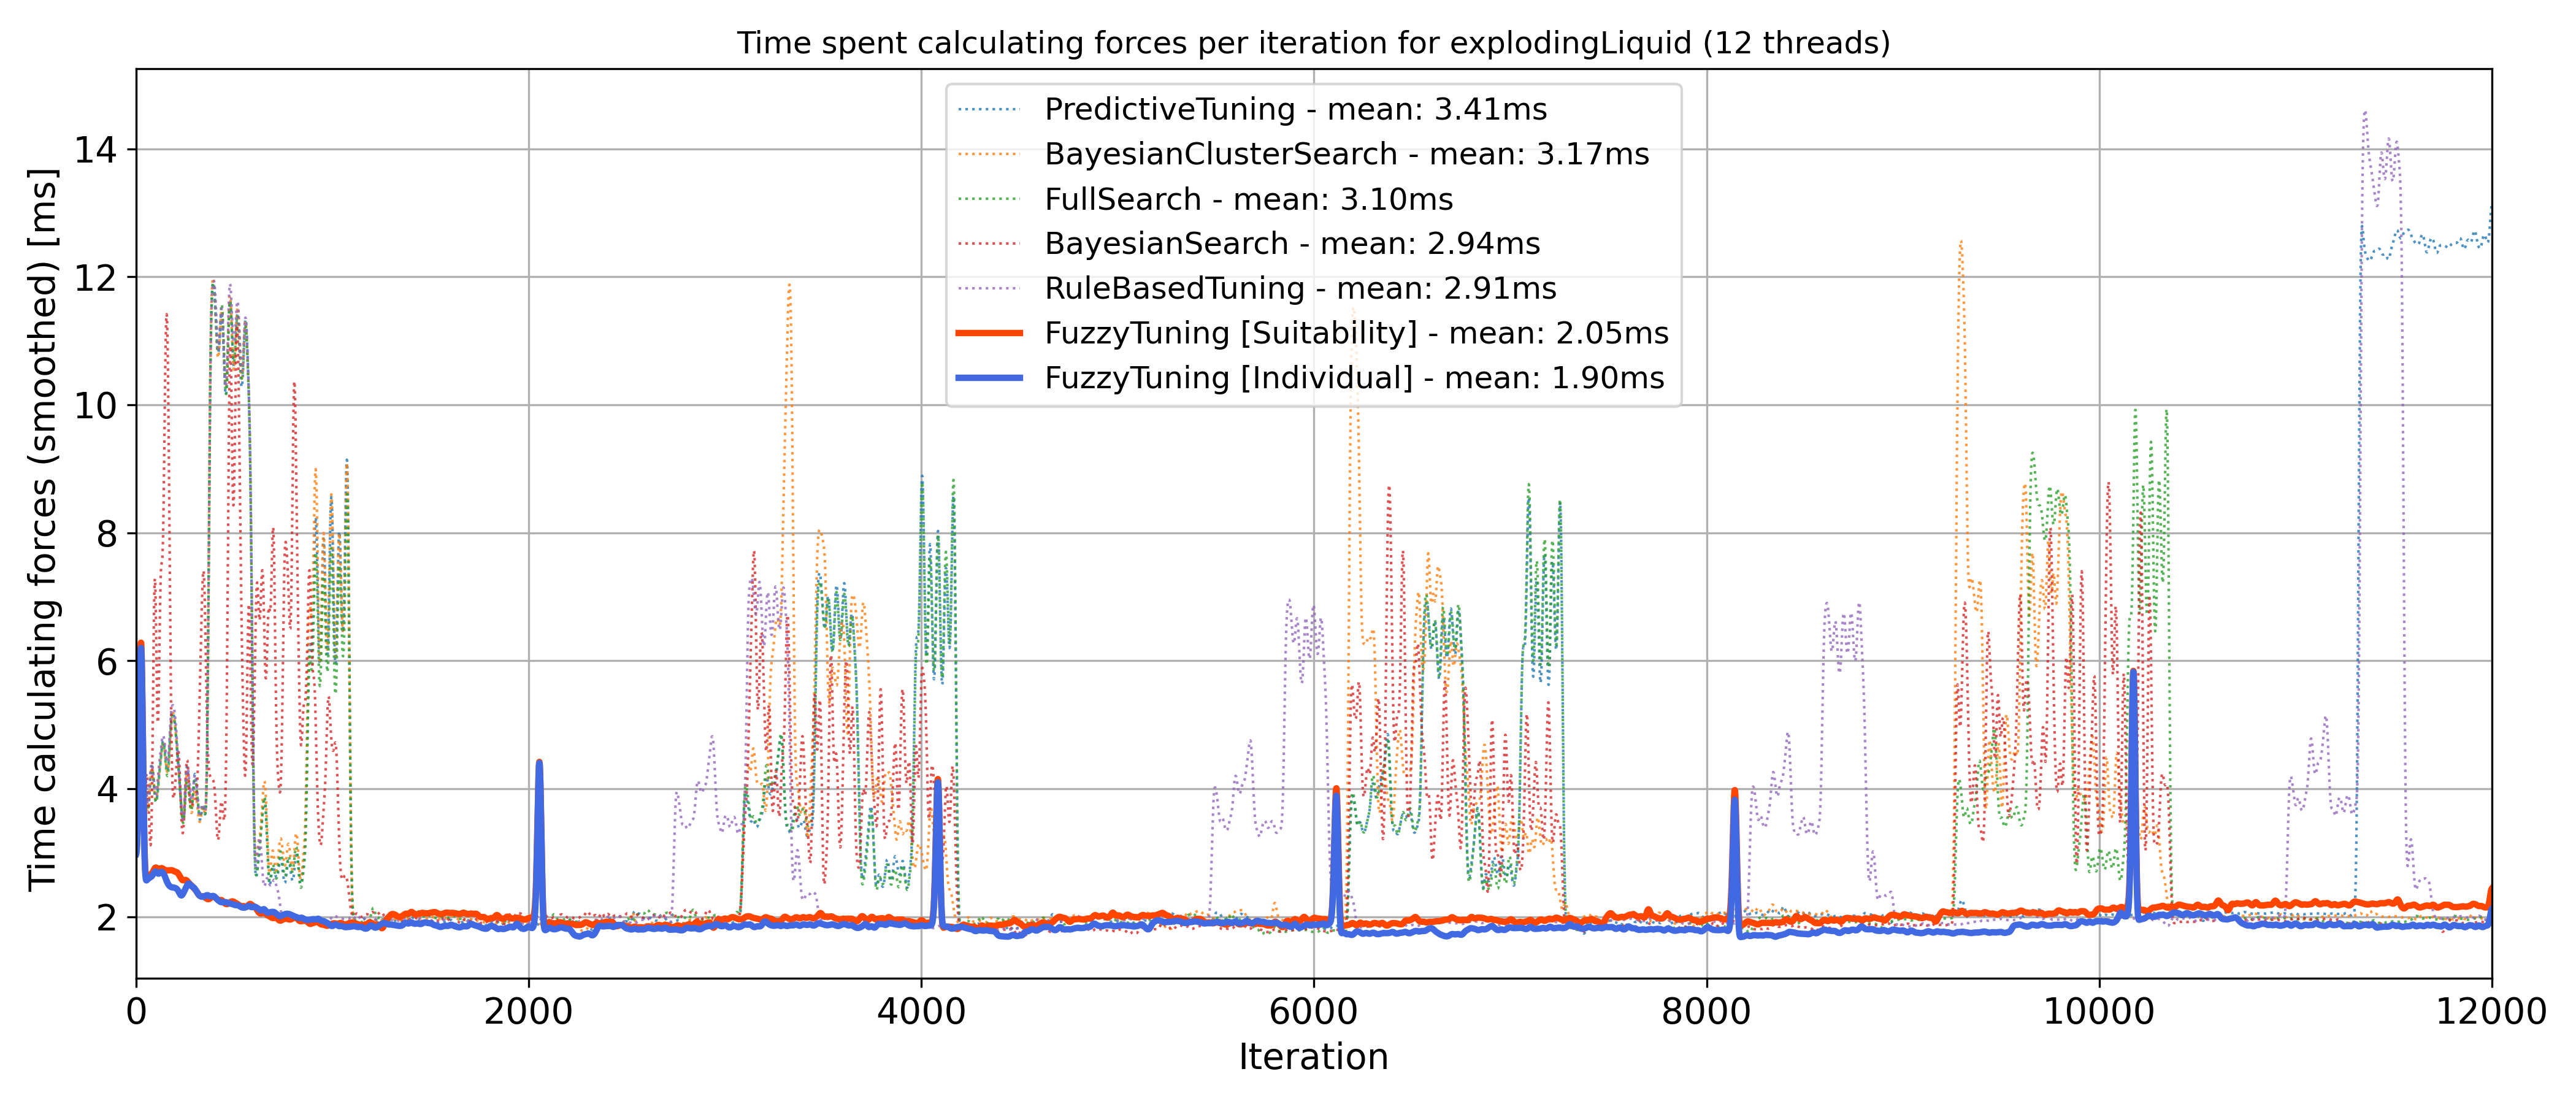 Time spent calculating forces per iteration for explodingLiquid (12 threads)
Time calculating forces (smoothed) [ms]
14
12
10
8
6
4
2
PredictiveTuning - mean: 3.41ms
BayesianClusterSearch - mean: 3.17ms
FullSearch - mean: 3.10ms
BayesianSearch - mean: 2.94ms
RuleBasedTuning - mean: 2.91ms
FuzzyTuning [Suitability] - mean: 2.05ms
FuzzyTuning [Individual] - mean: 1.90ms
0 2000 4000 6000 8000 10000 12000
Iteration